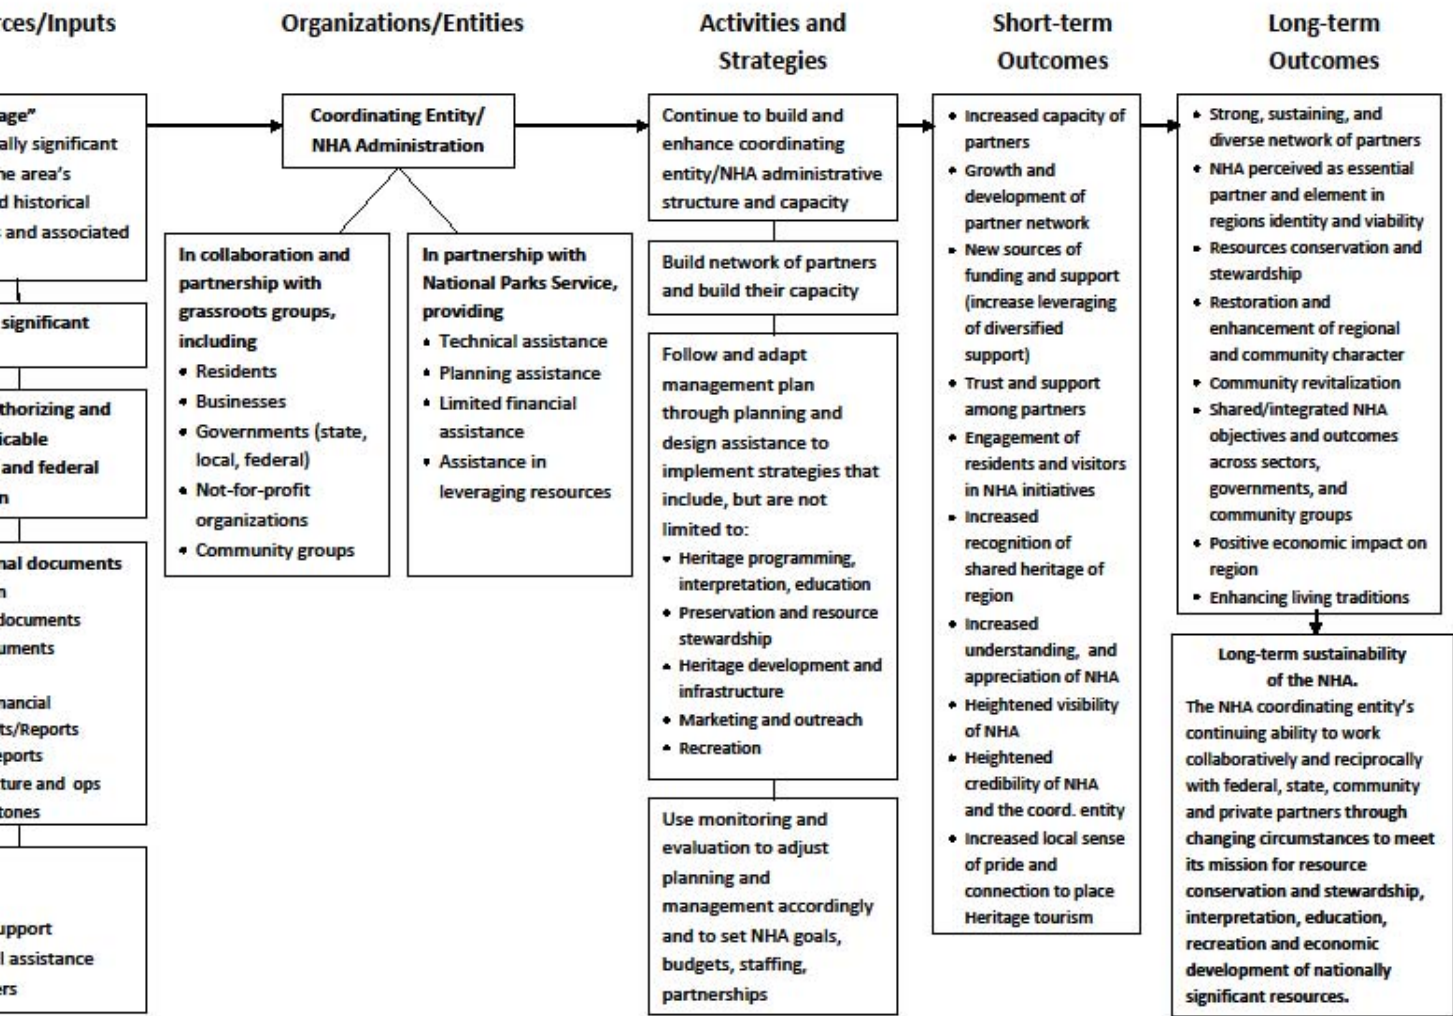 /Inputs
Organizations/Entities
Activities and
Strategies
Short-term
Outcomes
Long-term
Outcomes
significant
area's
historical
and associated
significant
and
and federal
documents
documents
/Reports
and ops
assistance
Coordinating Entity/
NHA Administration
In collaboration and
partnership with
grassroots groups,
including
• Residents
• Businesses
• Governments (state,
local, federal)
• Not-for-profit
organizations
• Community groups
In partnership with
National Parks Service,
providing
• Technical assistance
• Planning assistance
• Limited financial
assistance
• Assistance in
leveraging resources
Continue to build and
enhance coordinating
entity/NHA administrative
structure and capacity
Build network of partners
and build their capacity
Follow and adapt
management plan
through planning and
design assistance to
implement strategies that
include, but are not
limited to:
• Heritage programming,
interpretation, education
• Preservation and resource
stewardship
• Heritage development and
infrastructure
• Marketing and outreach
• Recreation
Use monitoring and
evaluation to adjust
planning and
management accordingly
and to set NHA goals,
budgets, staffing,
partnerships
• Increased capacity of
partners
• Growth and
development of
partner network
• New sources of
funding and support
(increase leveraging
of diversified
support)
• Trust and support
among partners
• Engagement of
residents and visitors
in NHA initiatives
• Increased
recognition of
shared heritage of
region
• Increased
understanding, and
appreciation of NHA
• Heightened visibility
of NHA
• Heightened
credibility of NHA
and the coord. entity
• Increased local sense
of pride and
connection to place
Heritage tourism
• Strong, sustaining, and
diverse network of partners
• NHA perceived as essential
partner and element in
regions identity and viability
• Resources conservation and
stewardship
• Restoration and
enhancement of regional
and community character
• Community revitalization
• Shared/integrated NHA
objectives and outcomes
across sectors,
governments, and
community groups
• Positive economic impact on
region
• Enhancing living traditions
Long-term sustainability
of the NHA.
The NHA coordinating entity's
continuing ability to work
collaboratively and reciprocally
with federal, state, community
and private partners through
changing circumstances to meet
its mission for resource
conservation and stewardship,
interpretation, education,
recreation and economic
development of nationally
significant resources.